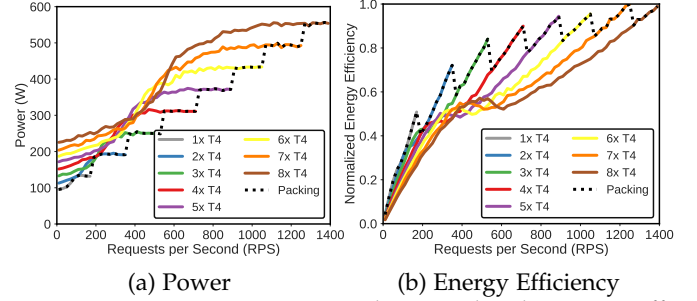 600
500
400
300
200
100
0
Power (W)
0 200 400 600 800 1000 1200 1400
Requests per Second (RPS)
1x T4
2x T4
3x T4
4x T4
5x T4
6x T4
7x T4
8x T4
Packing
(a) Power
1.0
0.8
0.6
0.4
0.2
0.0
Normalized Energy Efficiency
0 200 400 600 800 1000 1200 1400
Requests per Second (RPS)
1x T4
2x T4
3x T4
4x T4
5x T4
6x T4
7x T4
8x T4
Packing
(b) Energy Efficiency